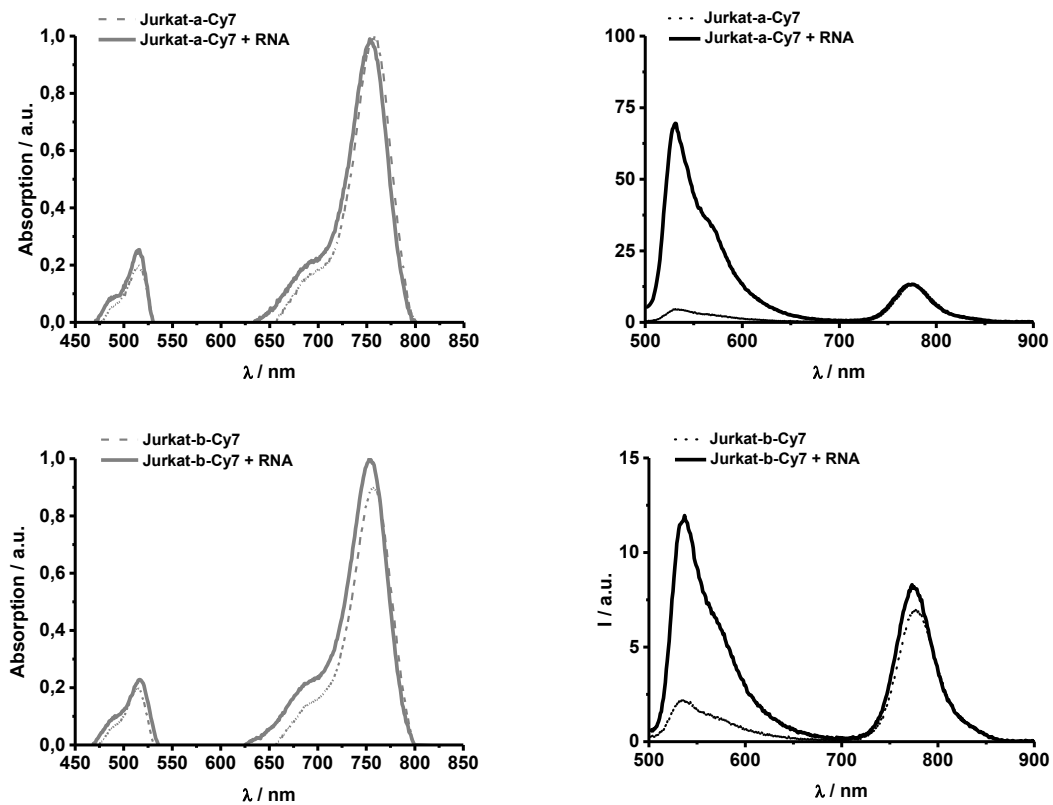 Jurkat-a-Cy7
Jurkat-a-Cy7 + RNA
1,0
0,8
0,6
0,4
0,2
0,0
Absorption / a.u.
450 500 550 600 650 700 750 800 850
λ / nm
Jurkat-a-Cy7
Jurkat-a-Cy7 + RNA
100
75
50
25
0
500 600 700 800 900
λ / nm
Jurkat-b-Cy7
Jurkat-b-Cy7 + RNA
1,0
0,8
0,6
0,4
0,2
0,0
Absorption / a.u.
450 500 550 600 650 700 750 800 850
λ / nm
Jurkat-b-Cy7
Jurkat-b-Cy7 + RNA
15
10
5
0
I / a.u.
500 600 700 800 900
λ / nm